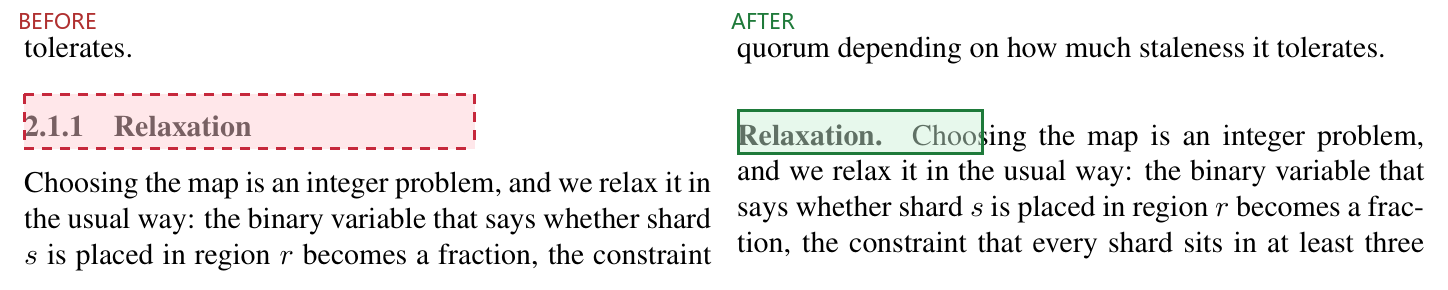 BEFORE
tolerates.
2.1.1 Relaxation
Choosing the map is an integer problem, and we relax it in
the usual way: the binary variable that says whether shard
s is placed in region r becomes a fraction, the constraint
AFTER
quorum depending on how much staleness it tolerates.
Relaxation. Choosing the map is an integer problem,
and we relax it in the usual way: the binary variable that
says whether shard s is placed in region r becomes a frac-
tion, the constraint that every shard sits in at least three